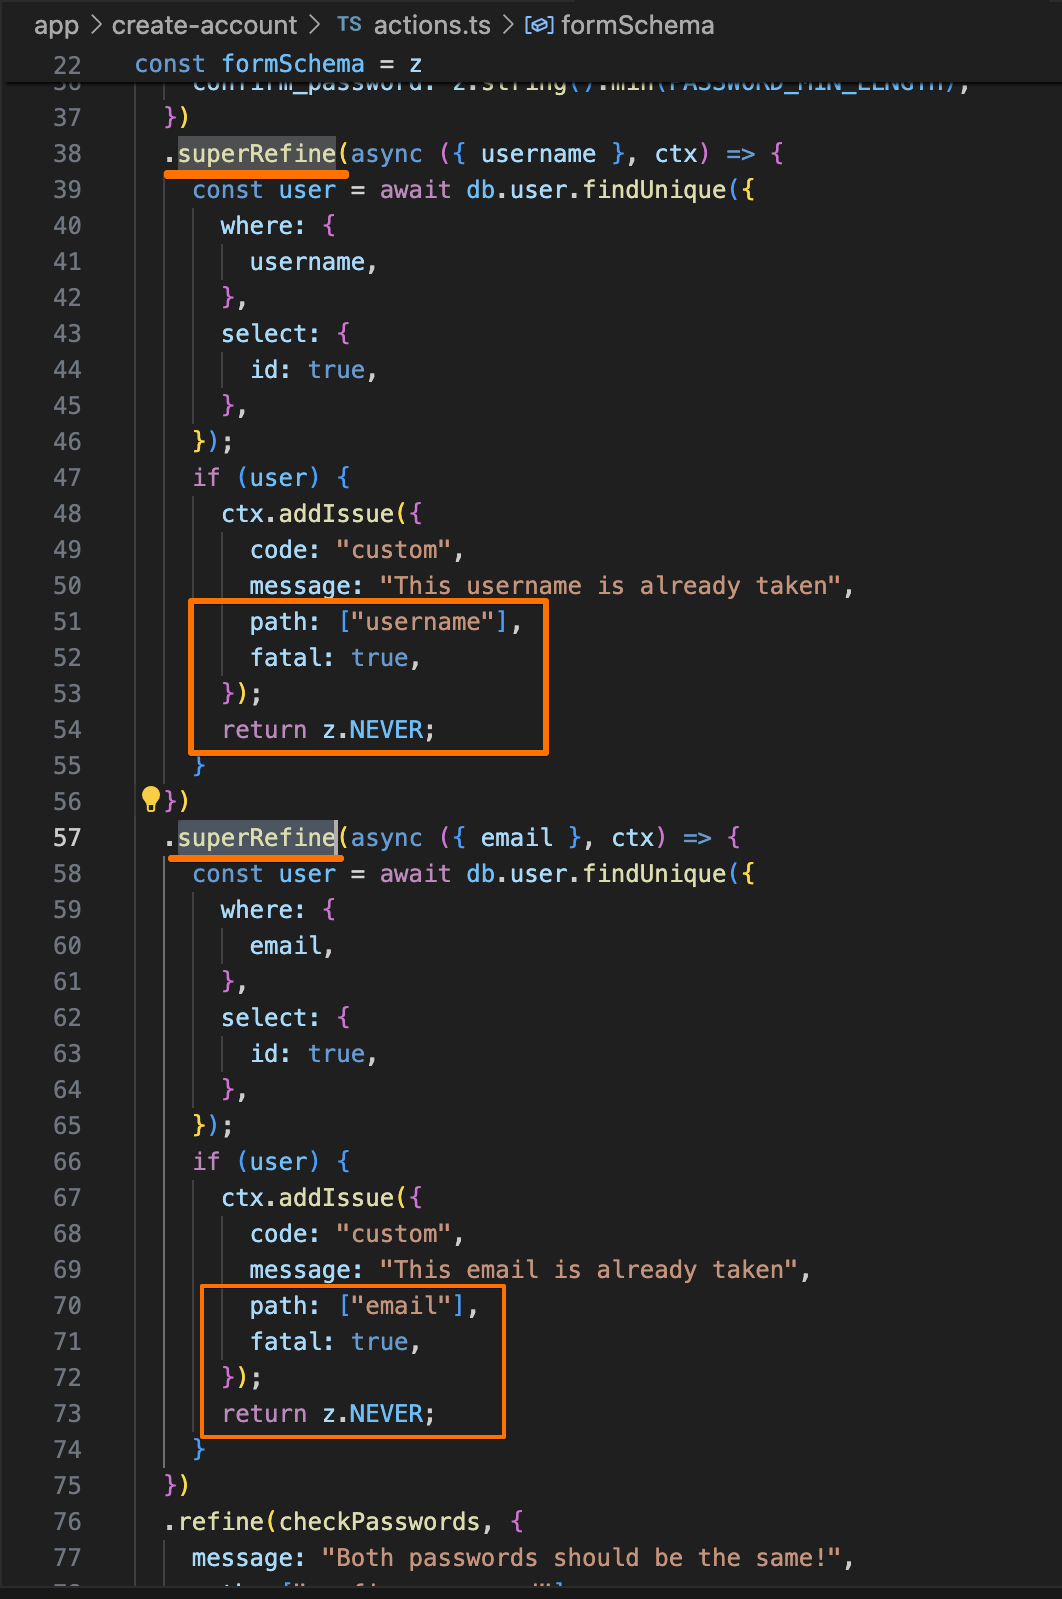 app > create-account > TS actions.ts > formSchema
22 const formSchema = z
36 confirm_password: z.string().min(PASSWORD_MIN_LENGTH),
37 })
38 .superRefine(async ({ username }, ctx) => {
39 const user = await db.user.findUnique({
40 where: {
41 username,
42 },
43 select: {
44 id: true,
45 },
46 });
47 if (user) {
48 ctx.addIssue({
49 code: "custom",
50 message: "This username is already taken",
51 path: ["username"],
52 fatal: true,
53 });
54 return z.NEVER;
55 }
56 })
57 .superRefine(async ({ email }, ctx) => {
58 const user = await db.user.findUnique({
59 where: {
60 email,
61 },
62 select: {
63 id: true,
64 },
65 });
66 if (user) {
67 ctx.addIssue({
68 code: "custom",
69 message: "This email is already taken",
70 path: ["email"],
71 fatal: true,
72 });
73 return z.NEVER;
74 }
75 })
76 .refine(checkPasswords, {
77 message: "Both passwords should be the same!",